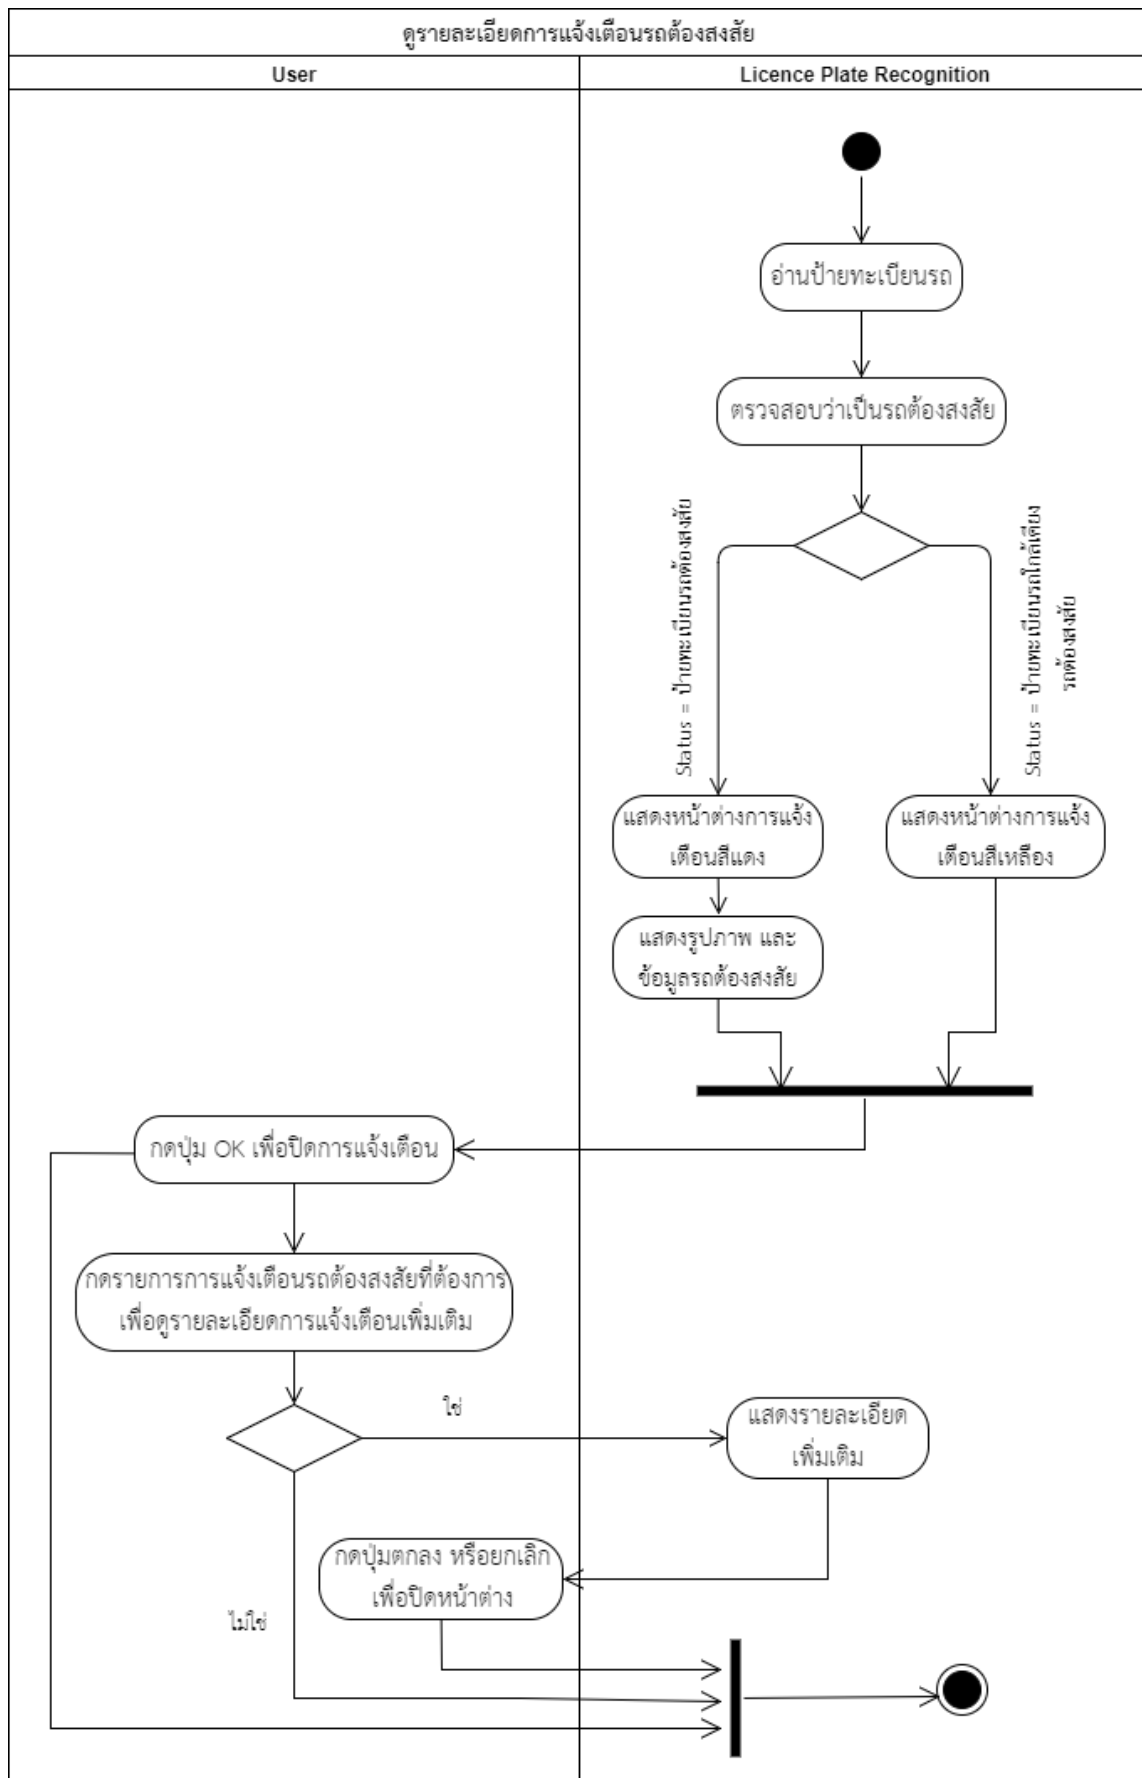 ดูรายละเอียดการแจ้งเตือนรถต้องสงสัย
User
Licence Plate Recognition
อ่านป้ายทะเบียนรถ
ตรวจสอบว่าเป็นรถต้องสงสัย
Status = ป้ายทะเบียนรถต้องสงสัย
Status = ป้ายทะเบียนรถใกล้เคียง
รถต้องสงสัย
แสดงหน้าต่างการแจ้ง
เตือนสีแดง
แสดงหน้าต่างการแจ้ง
เตือนสีเหลือง
แสดงรูปภาพ และ
ข้อมูลรถต้องสงสัย
กดปุ่ม OK เพื่อปิดการแจ้งเตือน
กดรายการการแจ้งเตือนรถต้องสงสัยที่ต้องการ
เพื่อดูรายละเอียดการแจ้งเตือนเพิ่มเติม
ใช่
แสดงรายละเอียด
เพิ่มเติม
กดปุ่มตกลง หรือยกเลิก
เพื่อปิดหน้าต่าง
ไม่ใช่